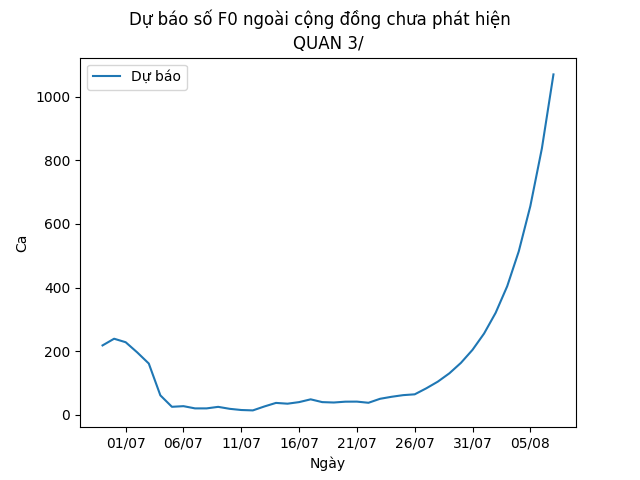 Dự báo số F0 ngoài cộng đồng chưa phát hiện
QUAN 3/
Dự báo
1000
800
600
400
200
0
Ca
01/07 06/07 11/07 16/07 21/07 26/07 31/07 05/08
Ngày